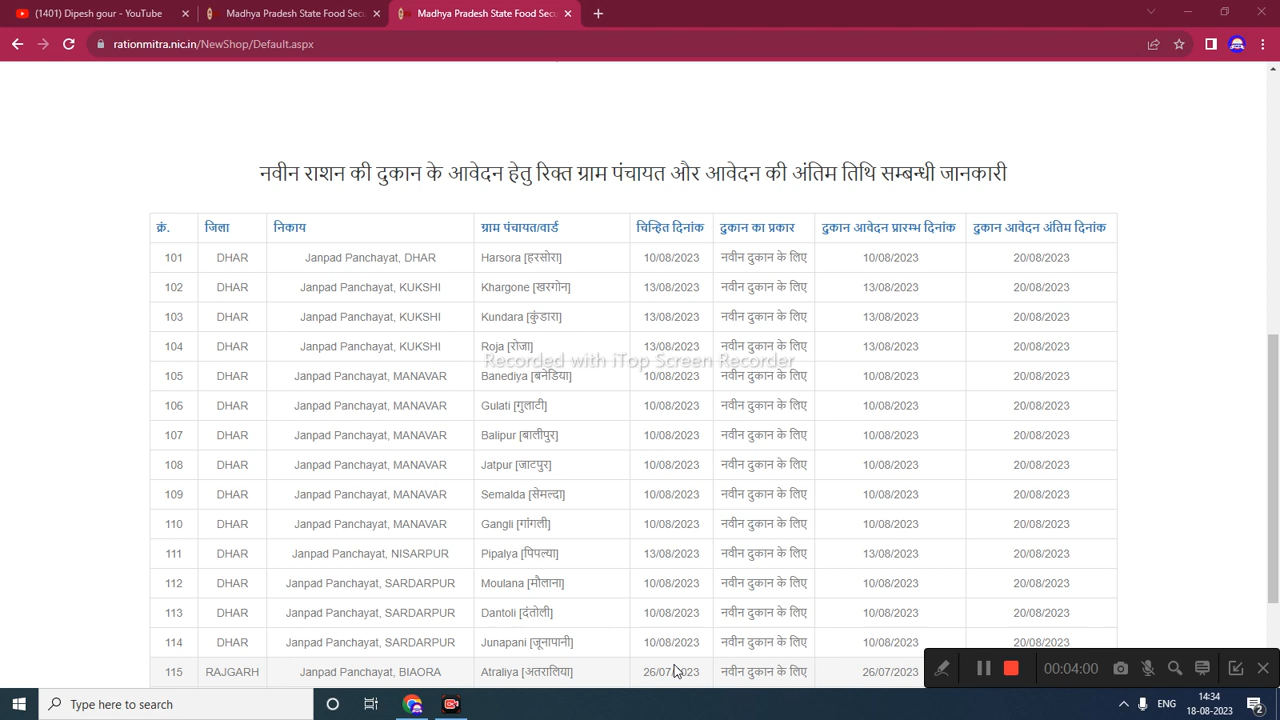 (1401) Dipesh gour - YouTube
Madhya Pradesh State Food Secu
Madhya Pradesh State Food Secu
rationmitra.nic.in/NewShop/Default.aspx
नवीन राशन की दुकान के आवेदन हेतु रिक्त ग्राम पंचायत और आवेदन की अंतिम तिथि सम्बन्धी जानकारी
क्रं. जिला निकाय ग्राम पंचायत/वार्ड चिन्हित दिनांक दुकान का प्रकार दुकान आवेदन प्रारम्भ दिनांक दुकान आवेदन अंतिम दिनांक
101 DHAR Janpad Panchayat, DHAR Harsora [हरसोरा] 10/08/2023 नवीन दुकान के लिए 10/08/2023 20/08/2023
102 DHAR Janpad Panchayat, KUKSHI Khargone [खरगोन] 13/08/2023 नवीन दुकान के लिए 13/08/2023 20/08/2023
103 DHAR Janpad Panchayat, KUKSHI Kundara [कुंडारा] 13/08/2023 नवीन दुकान के लिए 13/08/2023 20/08/2023
104 DHAR Janpad Panchayat, KUKSHI Roja [रोजा] 13/08/2023 नवीन दुकान के लिए 13/08/2023 20/08/2023
Recorded with iTop Screen Recorder
105 DHAR Janpad Panchayat, MANAVAR Banediya [बनेडिया] 10/08/2023 नवीन दुकान के लिए 10/08/2023 20/08/2023
106 DHAR Janpad Panchayat, MANAVAR Gulati [गुलाटी] 10/08/2023 नवीन दुकान के लिए 10/08/2023 20/08/2023
107 DHAR Janpad Panchayat, MANAVAR Balipur [बालीपुर] 10/08/2023 नवीन दुकान के लिए 10/08/2023 20/08/2023
108 DHAR Janpad Panchayat, MANAVAR Jatpur [जाटपुर] 10/08/2023 नवीन दुकान के लिए 10/08/2023 20/08/2023
109 DHAR Janpad Panchayat, MANAVAR Semalda [सेमल्दा] 10/08/2023 नवीन दुकान के लिए 10/08/2023 20/08/2023
110 DHAR Janpad Panchayat, MANAVAR Gangli [गांगली] 10/08/2023 नवीन दुकान के लिए 10/08/2023 20/08/2023
111 DHAR Janpad Panchayat, NISARPUR Pipalya [पिपल्या] 13/08/2023 नवीन दुकान के लिए 13/08/2023 20/08/2023
112 DHAR Janpad Panchayat, SARDARPUR Moulana [मौलाना] 10/08/2023 नवीन दुकान के लिए 10/08/2023 20/08/2023
113 DHAR Janpad Panchayat, SARDARPUR Dantoli [दंतोली] 10/08/2023 नवीन दुकान के लिए 10/08/2023 20/08/2023
114 DHAR Janpad Panchayat, SARDARPUR Junapani [जूनापानी] 10/08/2023 नवीन दुकान के लिए 10/08/2023 20/08/2023
115 RAJGARH Janpad Panchayat, BIAORA Atraliya [अतरालिया] नवीन दुकान के लिए 26/07/2023
00:04:00
Type here to search
ENG
14:34
18-08-2023
2